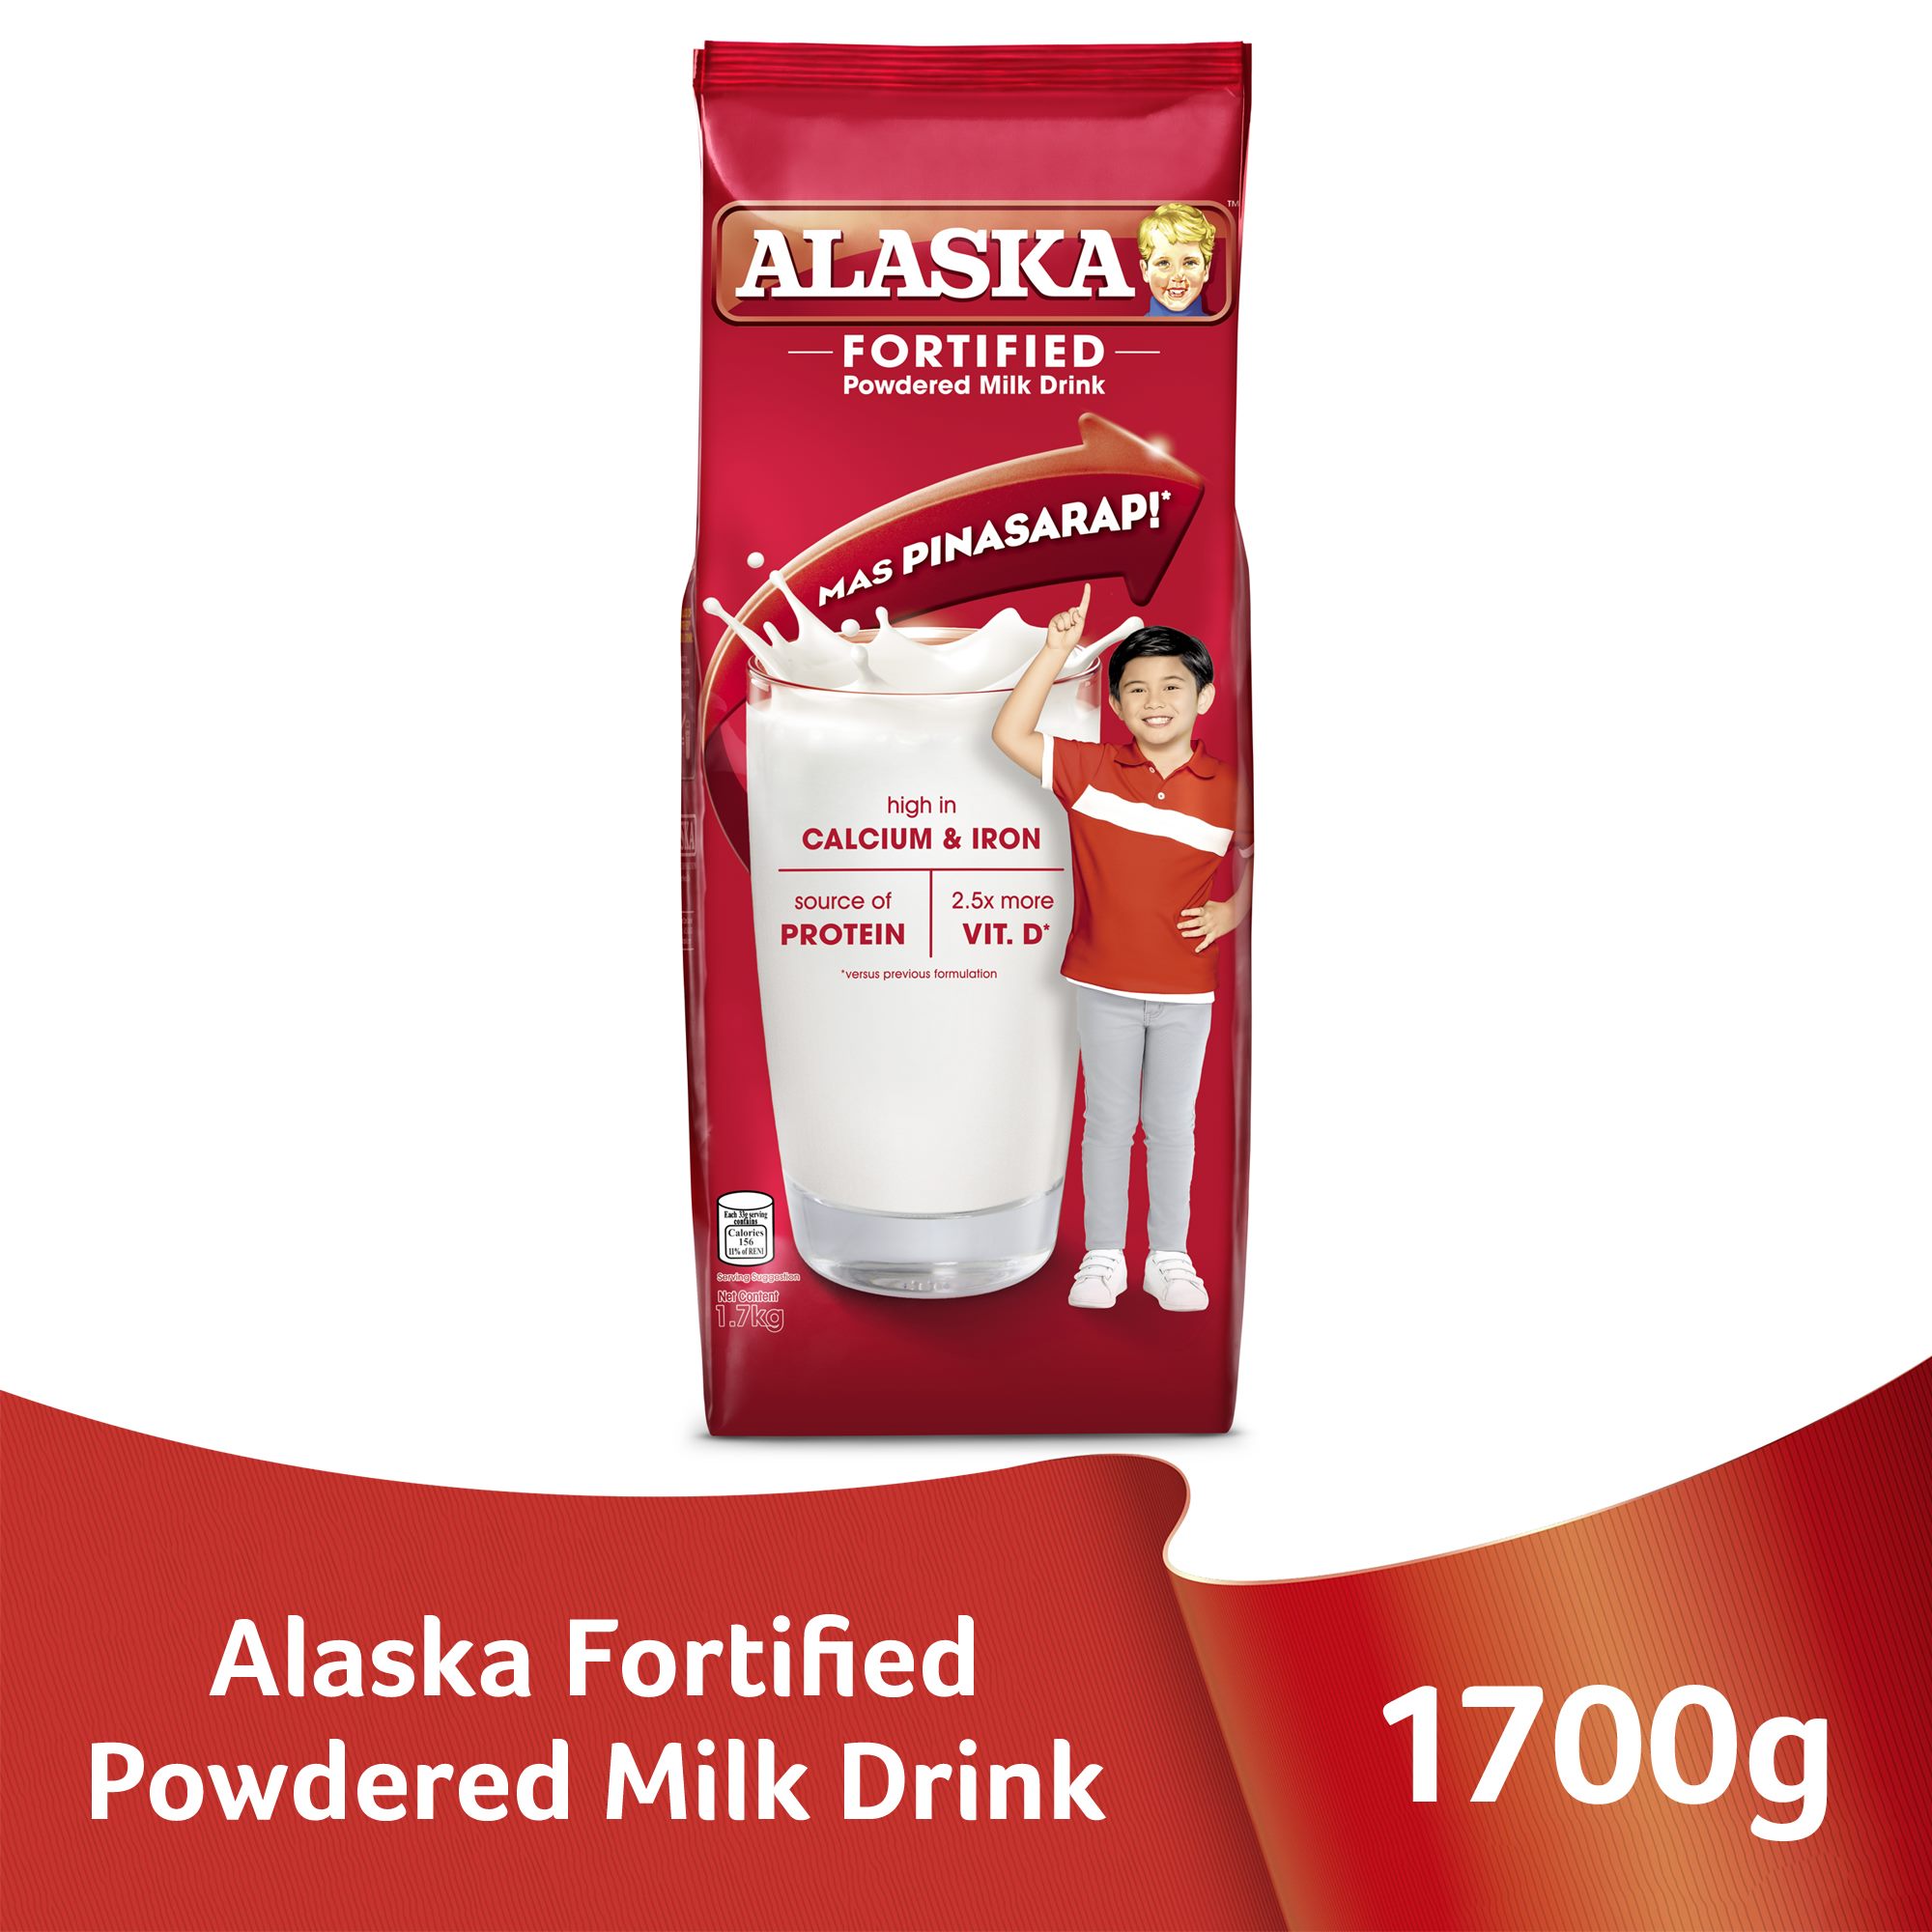 ALASKA
TM
FORTIFIED
Powdered Milk Drink
MAS PINASARAP!*
high in
CALCIUM & IRON
source of
PROTEIN
2.5x more
VIT. D*
*versus previous formulation
Each 33g serving
contains
Calories
156
11% of RENI
Serving Suggestion
Net Content
1.7kg
Alaska Fortified
Powdered Milk Drink
1700g